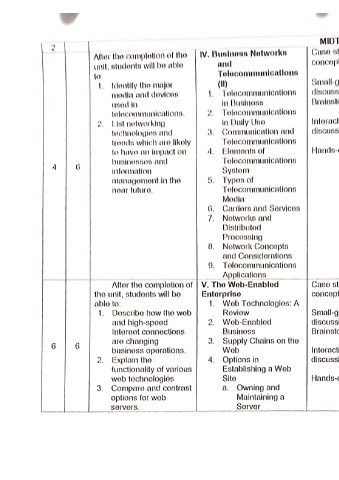 MIDT
2
4
6
After the completion of the
unit, students will be able
to:
1. Identify the major
media and devices
used in
telecommunications.
2. List networking
technologies and
trends which are likely
to have an impact on
businesses and
information
management in the
near future.
IV. Business Networks
and
Telecommunications
(II)
1. Telecommunications
in Business
2. Telecommunications
in Daily Use
3. Communication and
Telecommunications
4. Elements of
Telecommunications
System
5. Types of
Telecommunications
Media
6. Carriers and Services
7. Networks and
Distributed
Processing
8. Network Concepts
and Considerations
9. Telecommunications
Applications
Case st
concept
Small-g
discuss
Brainsto
Interact
discuss
Hands-o
6
6
After the completion of
the unit, students will be
able to:
1. Describe how the web
and high-speed
Internet connections
are changing
business operations.
2. Explain the
functionality of various
web technologies
3. Compare and contrast
options for web
servers.
V. The Web-Enabled
Enterprise
1. Web Technologies: A
Review
2. Web-Enabled
Business
3. Supply Chains on the
Web
4. Options in
Establishing a Web
Site
a. Owning and
Maintaining a
Server
Case st
concept
Small-g
discuss
Brainsto
Interacti
discussi
Hands-o